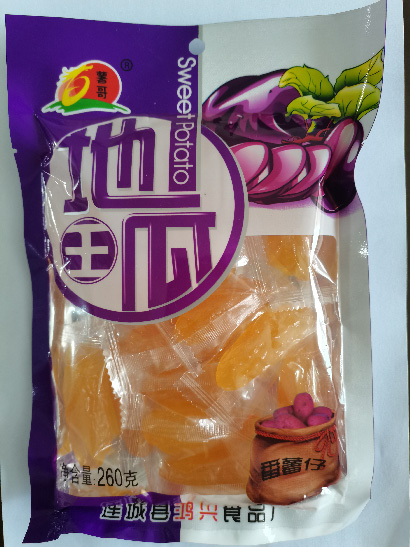 薯哥
®
Sweet Potato
地
王
瓜
番薯仔
净含量:260克
连城县鸿兴食品厂